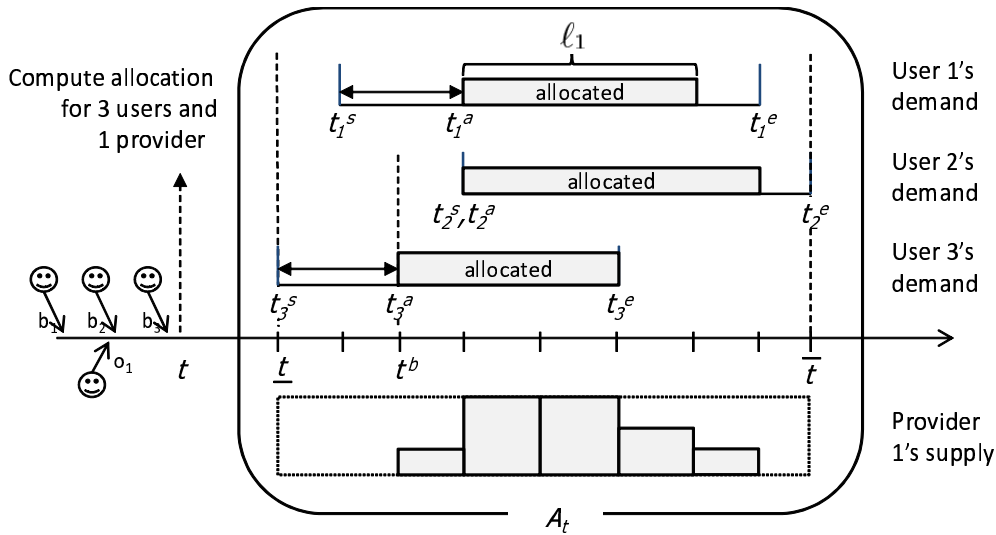 Compute allocation
for 3 users and
1 provider
ℓ₁
allocated
t₁ˢ
t₁ᵃ
t₁ᵉ
User 1's
demand
allocated
t₂ˢ,t₂ᵃ
t₂ᵉ
User 2's
demand
allocated
t₃ˢ
t₃ᵃ
t₃ᵉ
User 3's
demand
b₁
b₂
b₃
o₁
t
t
tᵇ
t̅
Provider
1's supply
Aₜ